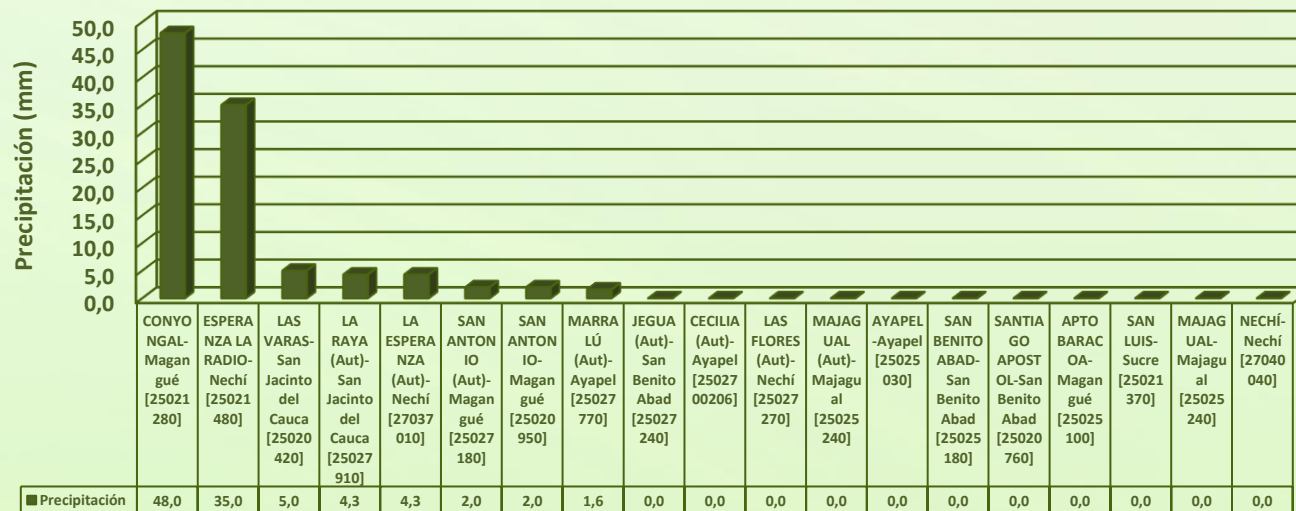 Precipitación (mm)
50,0
45,0
40,0
35,0
30,0
25,0
20,0
15,0
10,0
5,0
0,0
CONYO
NGAL-
Magan
gué
[25021
280]
ESPERA
NZA LA
RADIO-
Nechí
[25021
480]
LAS
VARAS-
San
Jacinto
del
Cauca
[25020
420]
LA
RAYA
(Aut)-
San
Jacinto
del
Cauca
[25027
910]
LA
ESPERA
NZA
(Aut)-
Nechí
[27037
010]
SAN
ANTON
IO
(Aut)-
Magan
gué
[25027
180]
SAN
ANTON
IO-
Magan
gué
[25020
950]
MARRA
LÚ
(Aut)-
Ayapel
[25027
770]
JEGUA
(Aut)-
San
Benito
Abad
[25027
240]
CECILIA
(Aut)-
Ayapel
[25027
00206]
LAS
FLORES
(Aut)-
Nechí
[25027
270]
MAJAG
UAL
(Aut)-
Majagu
al
[25025
240]
AYAPEL
-Ayapel
[25025
030]
SAN
BENITO
ABAD-
San
Benito
Abad
[25025
180]
SANTIA
GO
APOST
OL-San
Benito
Abad
[25020
760]
APTO
BARAC
OA-
Magan
gué
[25025
100]
SAN
LUIS-
Sucre
[25021
370]
MAJAG
UAL-
Majagu
al
[25025
240]
NECHÍ-
Nechí
[27040
040]
Precipitación 48,0 35,0 5,0 4,3 4,3 2,0 2,0 1,6 0,0 0,0 0,0 0,0 0,0 0,0 0,0 0,0 0,0 0,0 0,0